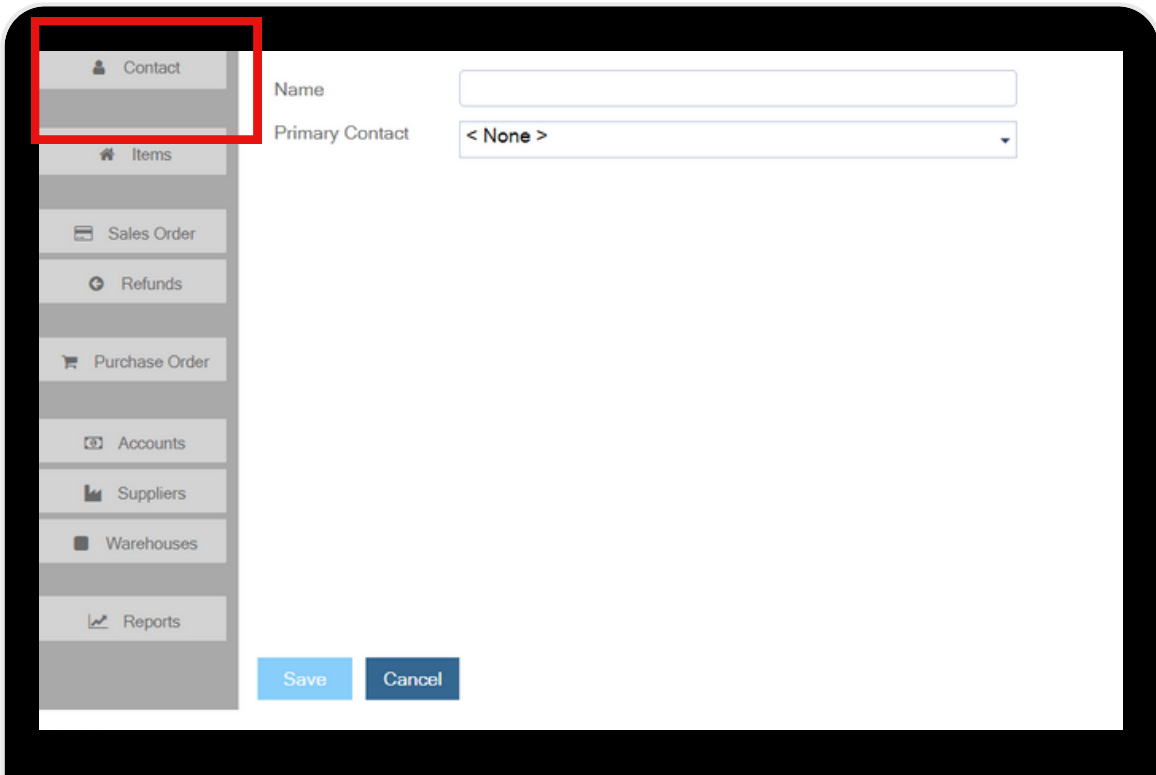 Contact
Items
Sales Order
Refunds
Purchase Order
Accounts
Suppliers
Warehouses
Reports
Name
Primary Contact
< None >
Save
Cancel